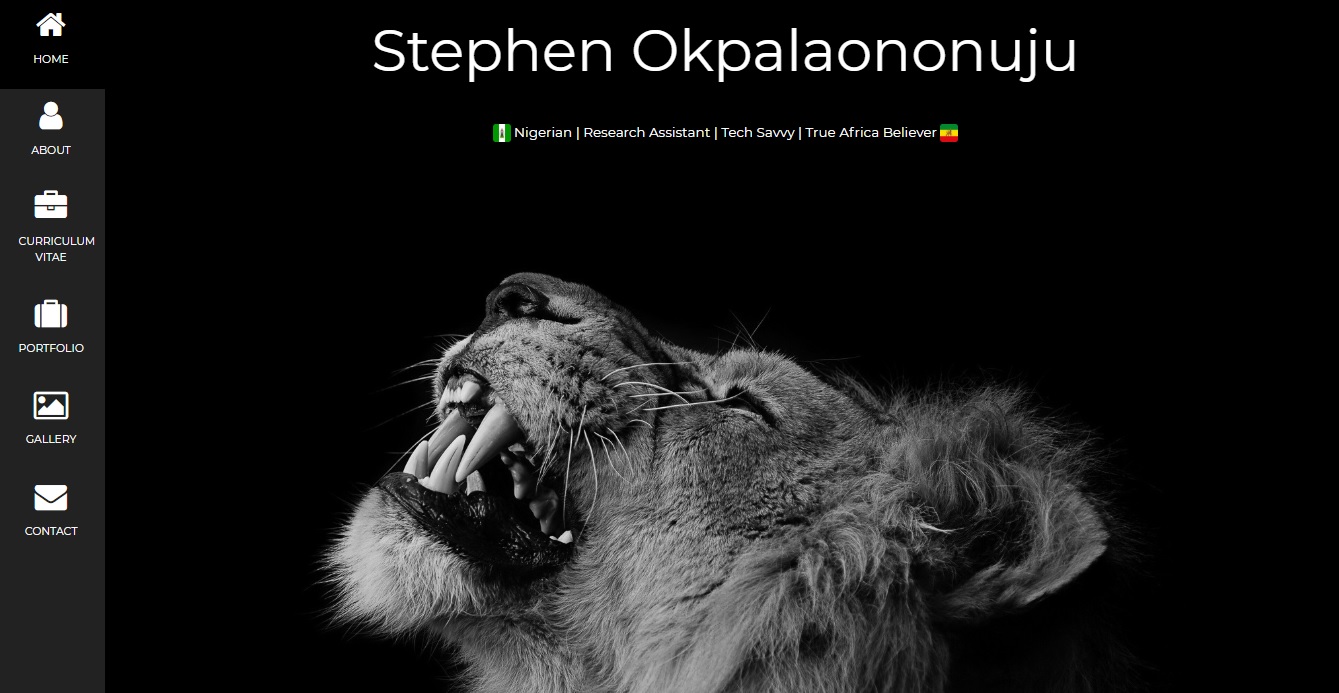 HOME
ABOUT
CURRICULUM
VITAE
PORTFOLIO
GALLERY
CONTACT
Stephen Okpalaononuju
Nigerian | Research Assistant | Tech Savvy | True Africa Believer